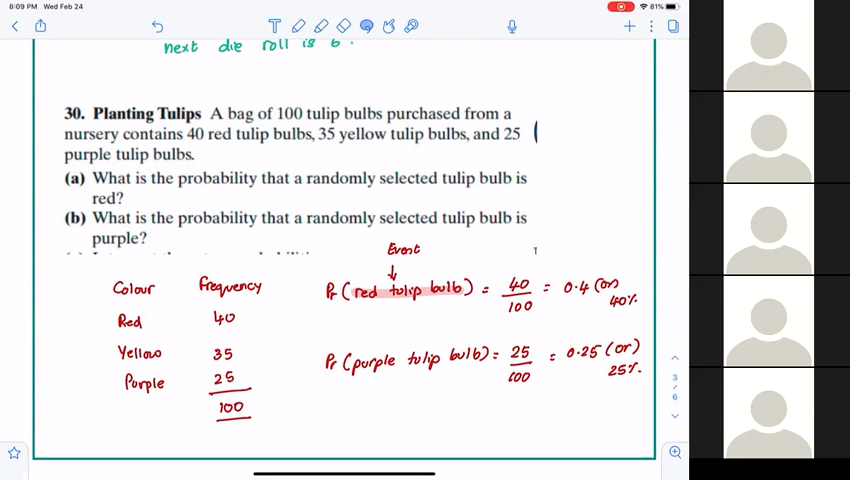 8:09 PM Wed Feb 24
81%
next die roll is 6.
30. Planting Tulips A bag of 100 tulip bulbs purchased from a
nursery contains 40 red tulip bulbs, 35 yellow tulip bulbs, and 25
purple tulip bulbs.
(a) What is the probability that a randomly selected tulip bulb is
red?
(b) What is the probability that a randomly selected tulip bulb is
purple?
Event
Colour Frequency
Red 40
Yellow 35
Purple 25
100
Pr (red tulip bulb) = 40/100 = 0.4 (or)
40%.
Pr (purple tulip bulb) = 25/100 = 0.25 (or)
25%.
3
/
6